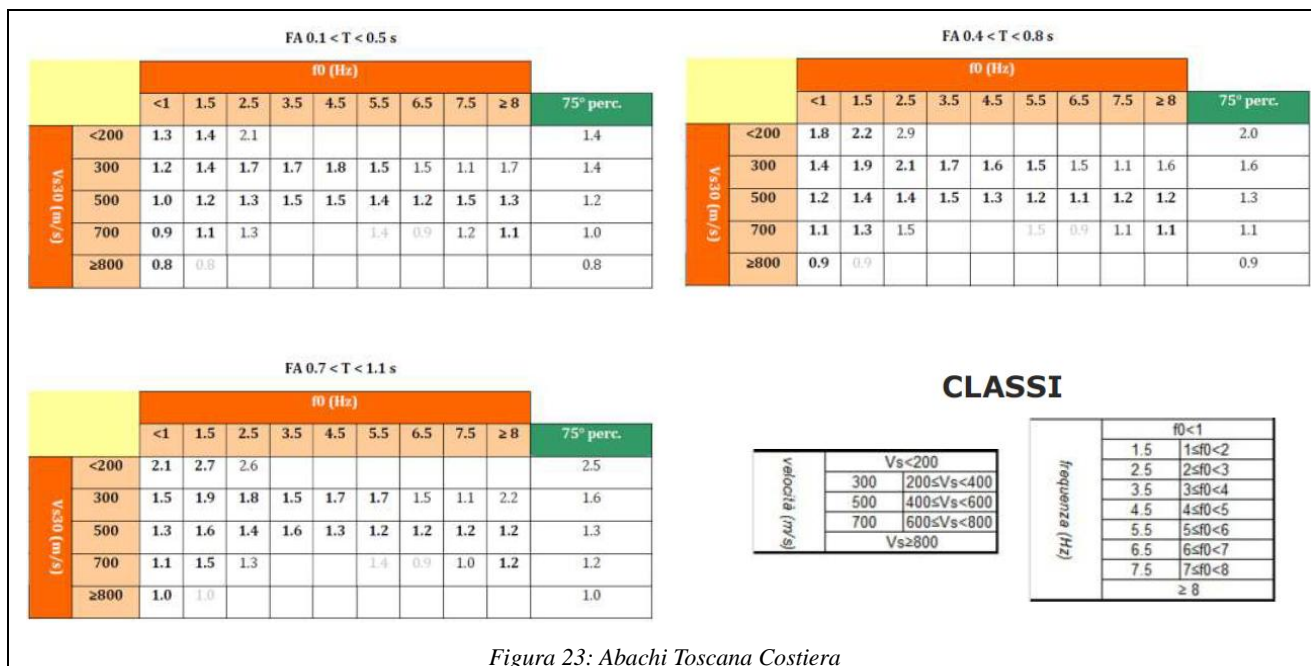 FA 0.1 < T < 0.5 s
f0 (Hz)
<1 1.5 2.5 3.5 4.5 5.5 6.5 7.5 ≥ 8 75° perc.
Vs30 (m/s)
<200 1.3 1.4 2.1 1.4
300 1.2 1.4 1.7 1.7 1.8 1.5 1.5 1.1 1.7 1.4
500 1.0 1.2 1.3 1.5 1.5 1.4 1.2 1.5 1.3 1.2
700 0.9 1.1 1.3 1.4 0.9 1.2 1.1 1.0
≥800 0.8 0.8 0.8
FA 0.4 < T < 0.8 s
f0 (Hz)
<1 1.5 2.5 3.5 4.5 5.5 6.5 7.5 ≥ 8 75° perc.
Vs30 (m/s)
<200 1.8 2.2 2.9 2.0
300 1.4 1.9 2.1 1.7 1.6 1.5 1.5 1.1 1.6 1.6
500 1.2 1.4 1.4 1.5 1.3 1.2 1.1 1.2 1.2 1.3
700 1.1 1.3 1.5 1.5 0.9 1.1 1.1 1.1
≥800 0.9 0.9 0.9
FA 0.7 < T < 1.1 s
f0 (Hz)
<1 1.5 2.5 3.5 4.5 5.5 6.5 7.5 ≥ 8 75° perc.
Vs30 (m/s)
<200 2.1 2.7 2.6 2.5
300 1.5 1.9 1.8 1.5 1.7 1.7 1.5 1.1 2.2 1.6
500 1.3 1.6 1.4 1.6 1.3 1.2 1.2 1.2 1.2 1.3
700 1.1 1.5 1.3 1.4 0.9 1.0 1.2 1.2
≥800 1.0 1.0 1.0
CLASSI
velocità (m/s)
Vs<200
300 200≤Vs<400
500 400≤Vs<600
700 600≤Vs<800
Vs≥800
frequenza (Hz)
f0<1
1.5 1≤f0<2
2.5 2≤f0<3
3.5 3≤f0<4
4.5 4≤f0<5
5.5 5≤f0<6
6.5 6≤f0<7
7.5 7≤f0<8
≥ 8
Figura 23: Abachi Toscana Costiera